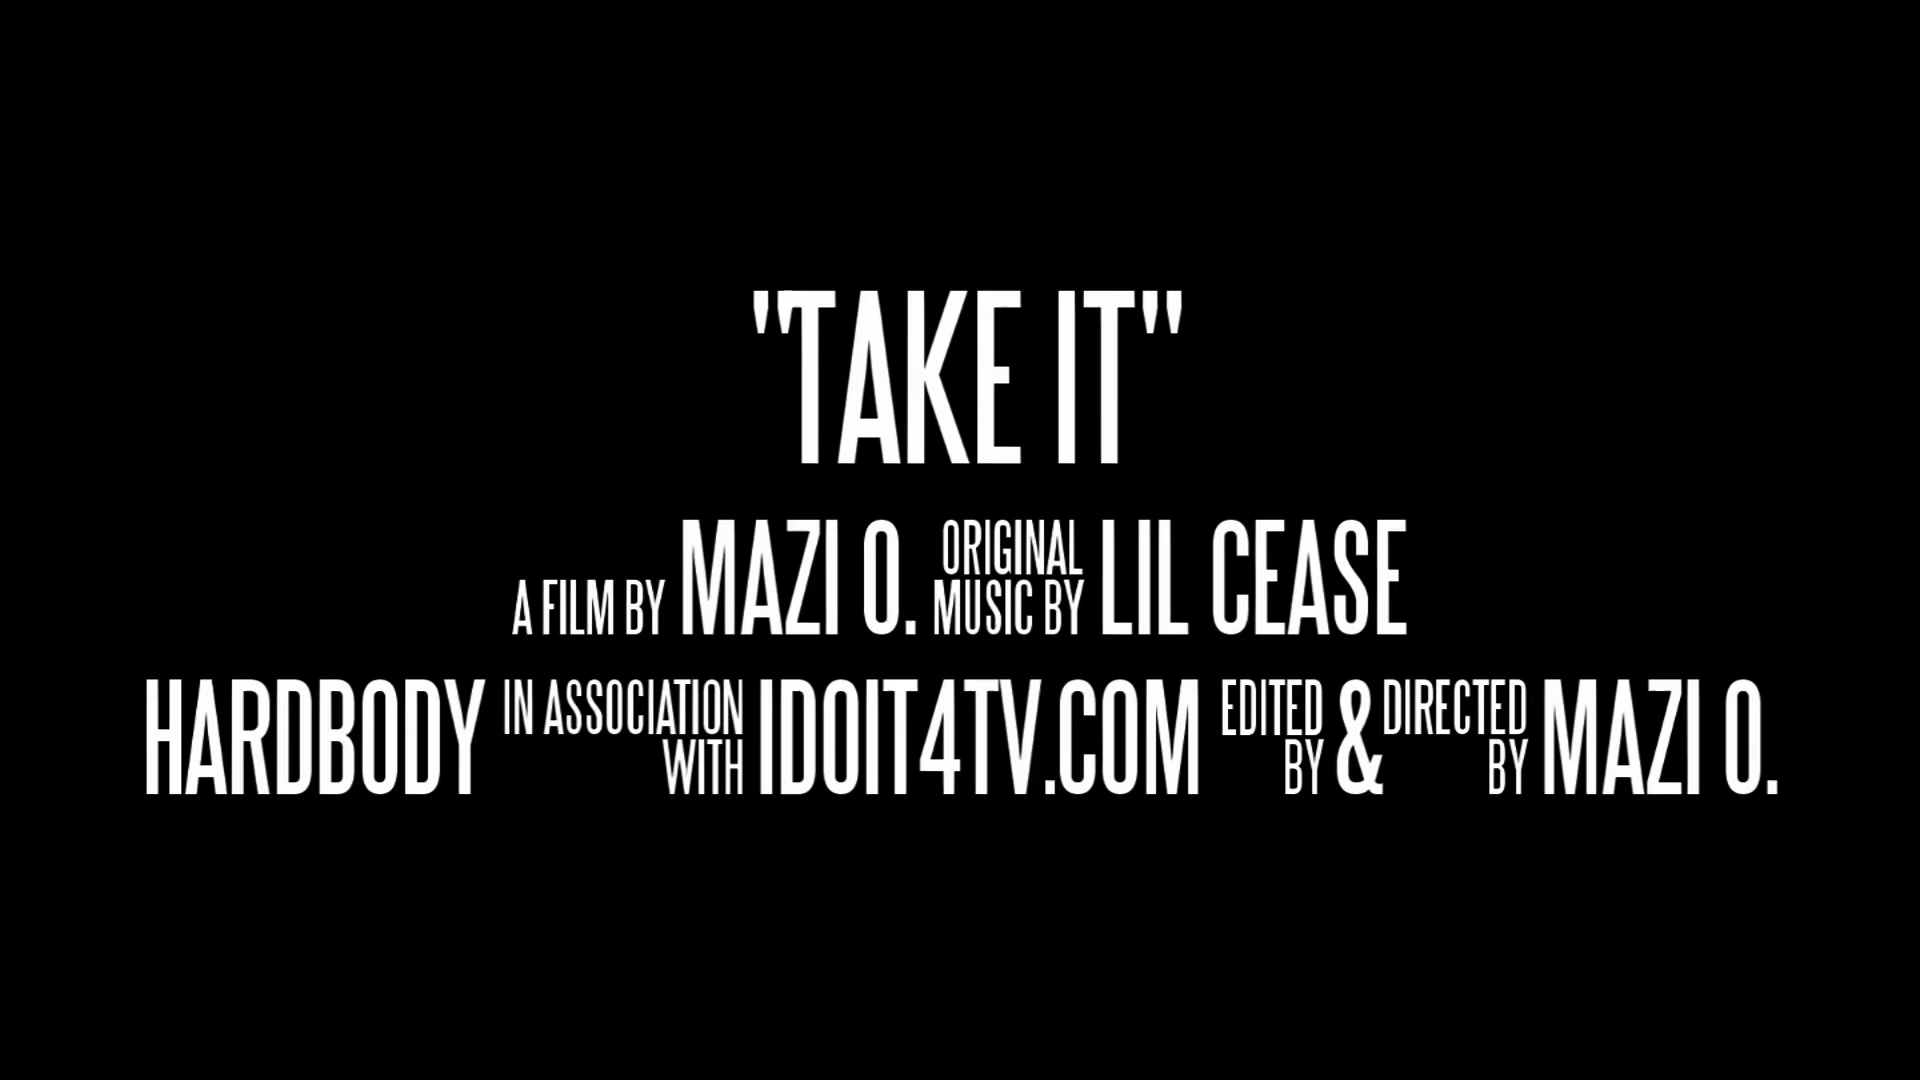 "TAKE IT"
A FILM BY MAZI O. ORIGINAL MUSIC BY LIL CEASE
HARDBODY IN ASSOCIATION WITH IDOIT4TV.COM EDITED BY & DIRECTED BY MAZI O.